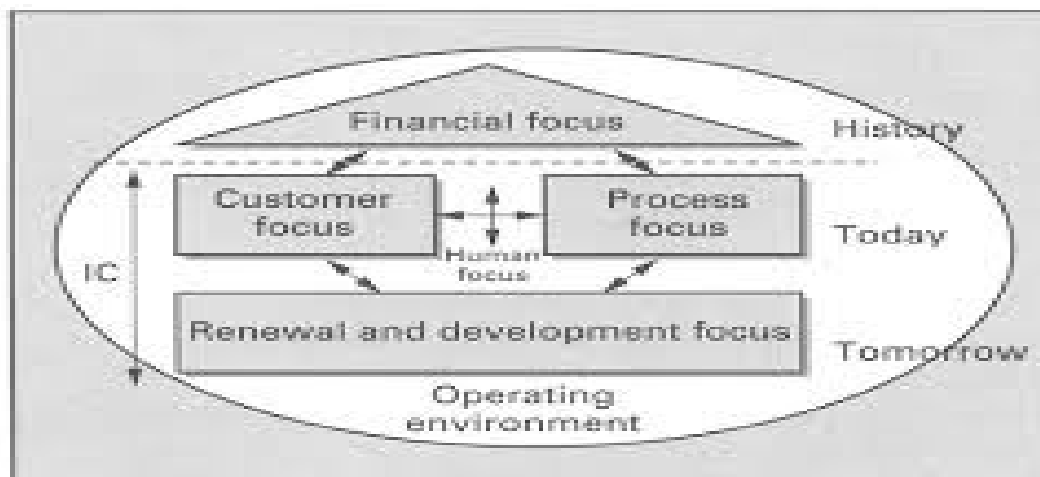 Financial focus
History
Customer
focus
Process
focus
Human
focus
Today
IC
Renewal and development focus
Tomorrow
Operating
environment